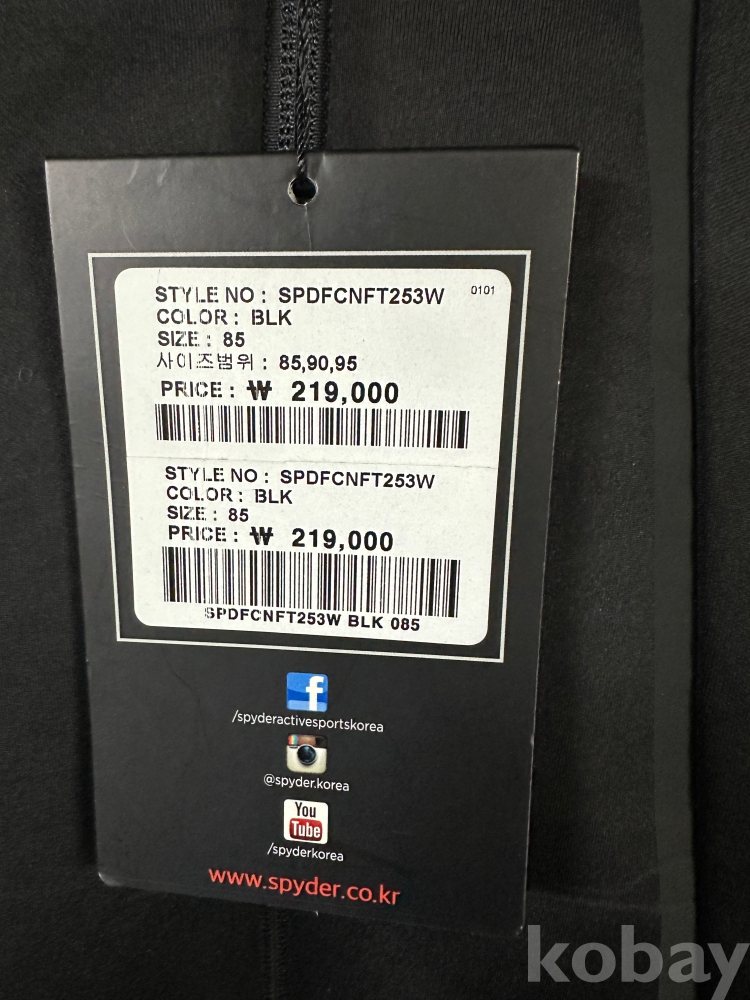 STYLE NO : SPDFCNFT253W 0101
COLOR : BLK
SIZE : 85
사이즈범위 : 85,90,95
PRICE : ₩ 219,000
STYLE NO : SPDFCNFT253W
COLOR : BLK
SIZE : 85
PRICE : ₩ 219,000
SPDFCNFT253W BLK 085
f
/spyderactivesportskorea
@spyder.korea
You
Tube
/spyderkorea
www.spyder.co.kr
kobay